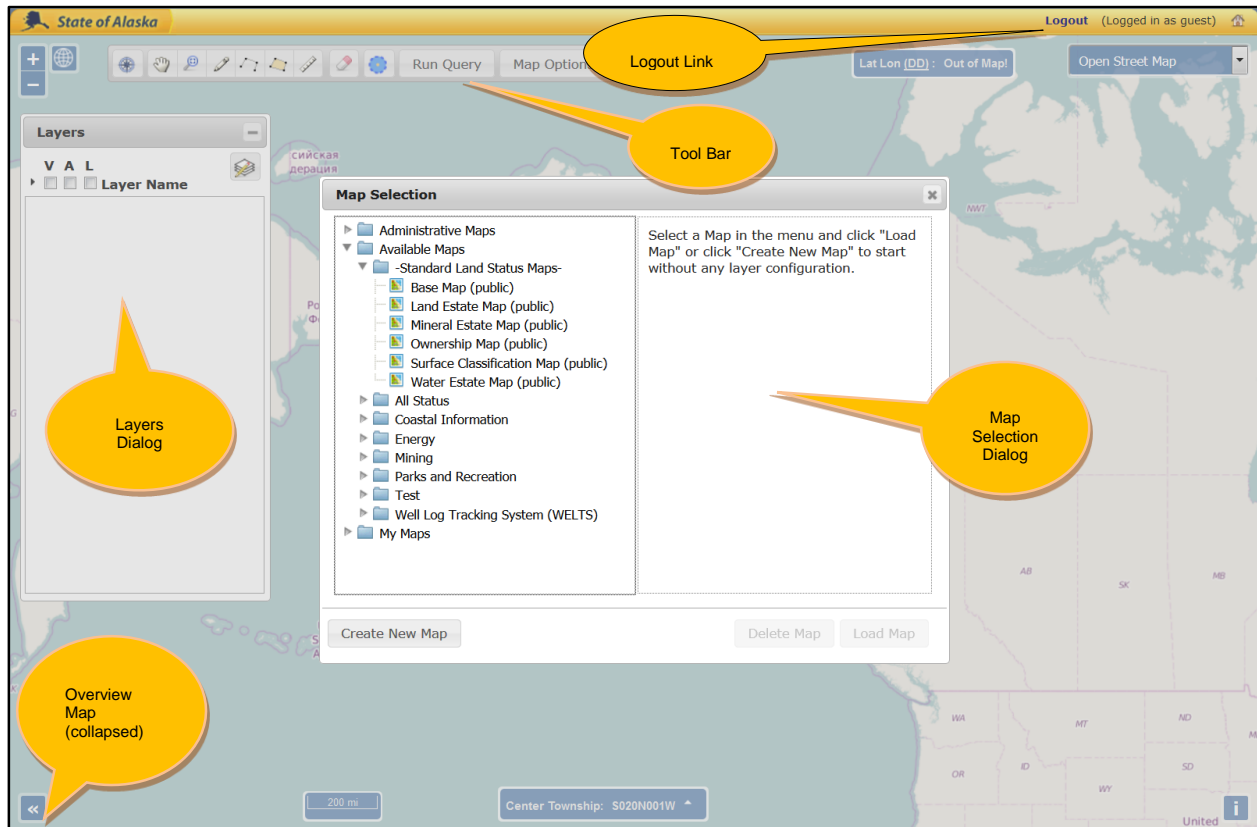 State of Alaska
Logout (Logged in as guest)
+
−
Run Query
Map Option
Logout Link
Lat Lon (DD) : Out of Map!
Open Street Map
Tool Bar
Layers
V A L
Layer Name
сийская
дерация
NWT
Map Selection
Administrative Maps
Available Maps
-Standard Land Status Maps-
Base Map (public)
Land Estate Map (public)
Mineral Estate Map (public)
Ownership Map (public)
Surface Classification Map (public)
Water Estate Map (public)
All Status
Coastal Information
Energy
Mining
Parks and Recreation
Test
Well Log Tracking System (WELTS)
My Maps
Select a Map in the menu and click "Load
Map" or click "Create New Map" to start
without any layer configuration.
Layers
Dialog
Map
Selection
Dialog
AB
SK
MB
Create New Map
Delete Map
Load Map
Overview
Map
(collapsed)
WA
MT
ND
OR
ID
SD
WY
«
200 mi
Center Township: S020N001W
United
i